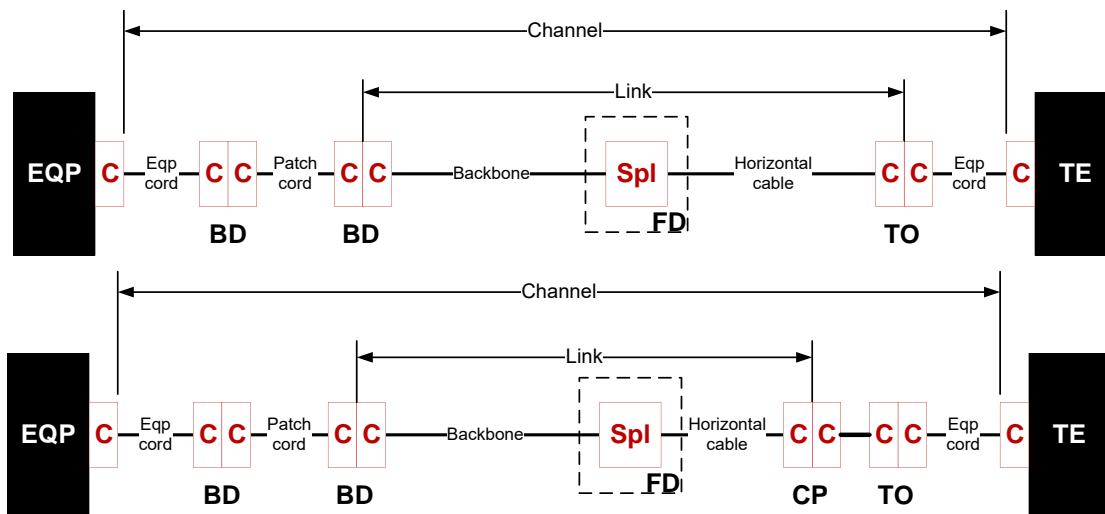 Channel
Link
EQP C Eqp cord C C Patch cord C C Backbone Spl Horizontal cable C C Eqp cord C TE
BD BD FD TO
Channel
Link
EQP C Eqp cord C C Patch cord C C Backbone Spl Horizontal cable C C C C Eqp cord C TE
BD BD FD CP TO